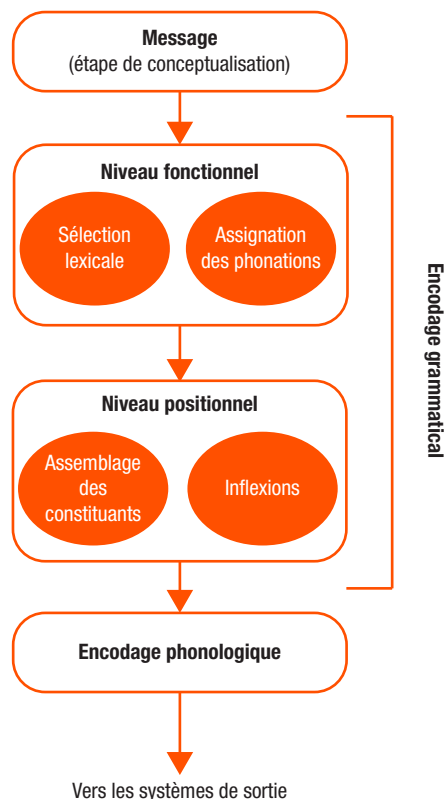 Message
(étape de conceptualisation)
Niveau fonctionnel
Sélection
lexicale
Assignation
des phonations
Niveau positionnel
Assemblage
des
constituants
Inflexions
Encodage grammatical
Encodage phonologique
Vers les systèmes de sortie